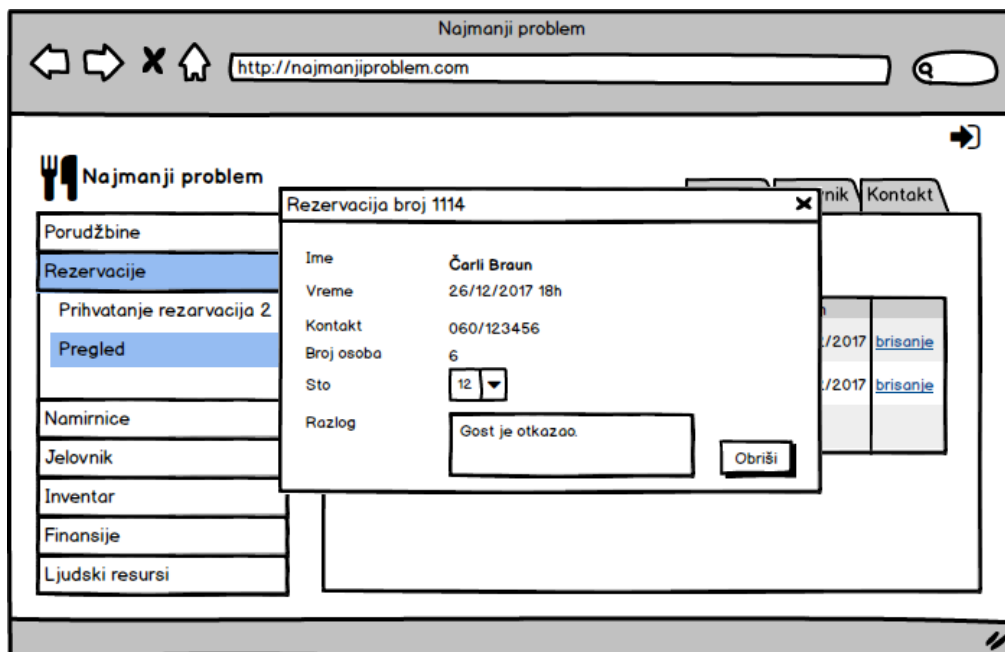 Najmanji problem
http://najmanjiproblem.com
Najmanji problem
Kontakt
Rezervacija broj 1114
Porudžbine
Rezervacije
Prihvatanje rezarvacija 2
Pregled
Namirnice
Jelovnik
Inventar
Finansije
Ljudski resursi
Ime Čarli Braun
Vreme 26/12/2017 18h
Kontakt 060/123456
Broj osoba 6
Sto 12
Razlog Gost je otkazao.
Obriši
/2017 brisanje
/2017 brisanje